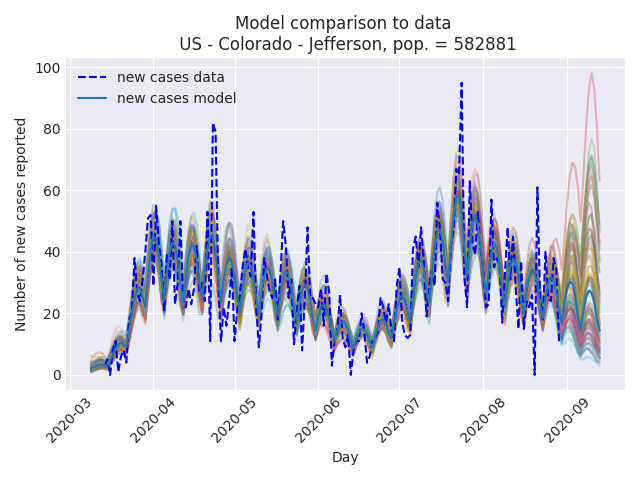 Model comparison to data
US - Colorado - Jefferson, pop. = 582881
new cases data
new cases model
Number of new cases reported
100
80
60
40
20
0
2020-03
2020-04
2020-05
2020-06
2020-07
2020-08
2020-09
Day